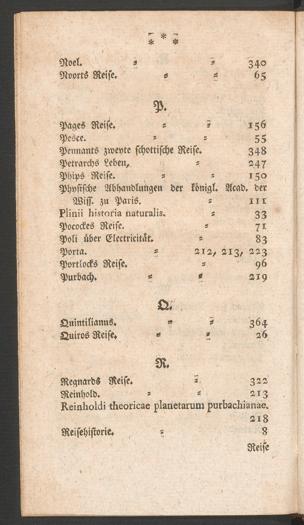 * * *
Noel. = = 340
Noorts Reise. = = 65
P.
Pages Reise. = = 156
Pesce. = = 55
Pennants zweyte schottische Reise. 348
Petrarchs Leben, = 247
Phips Reise. = = 150
Physische Abhandlungen der königl. Acad. der
Wiss. zu Paris. = 111
Plinii historia naturalis. = 33
Pocockes Reise. = 71
Poli über Electricität. = 83
Porta. = 212, 213, 223
Portlocks Reise. = 96
Purbach. = = 219
Q.
Quintilianus. = = 364
Quiros Reise. = = 26
R.
Regnards Reise. = 322
Reinhold. = = 213
Reinholdi theoricae planetarum purbachianae.
218
Reisehistorie. = 8
Reise